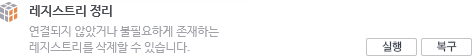 레지스트리 정리
연결되지 않았거나 불필요하게 존재하는
레지스트리를 삭제할 수 있습니다.
실행 복구